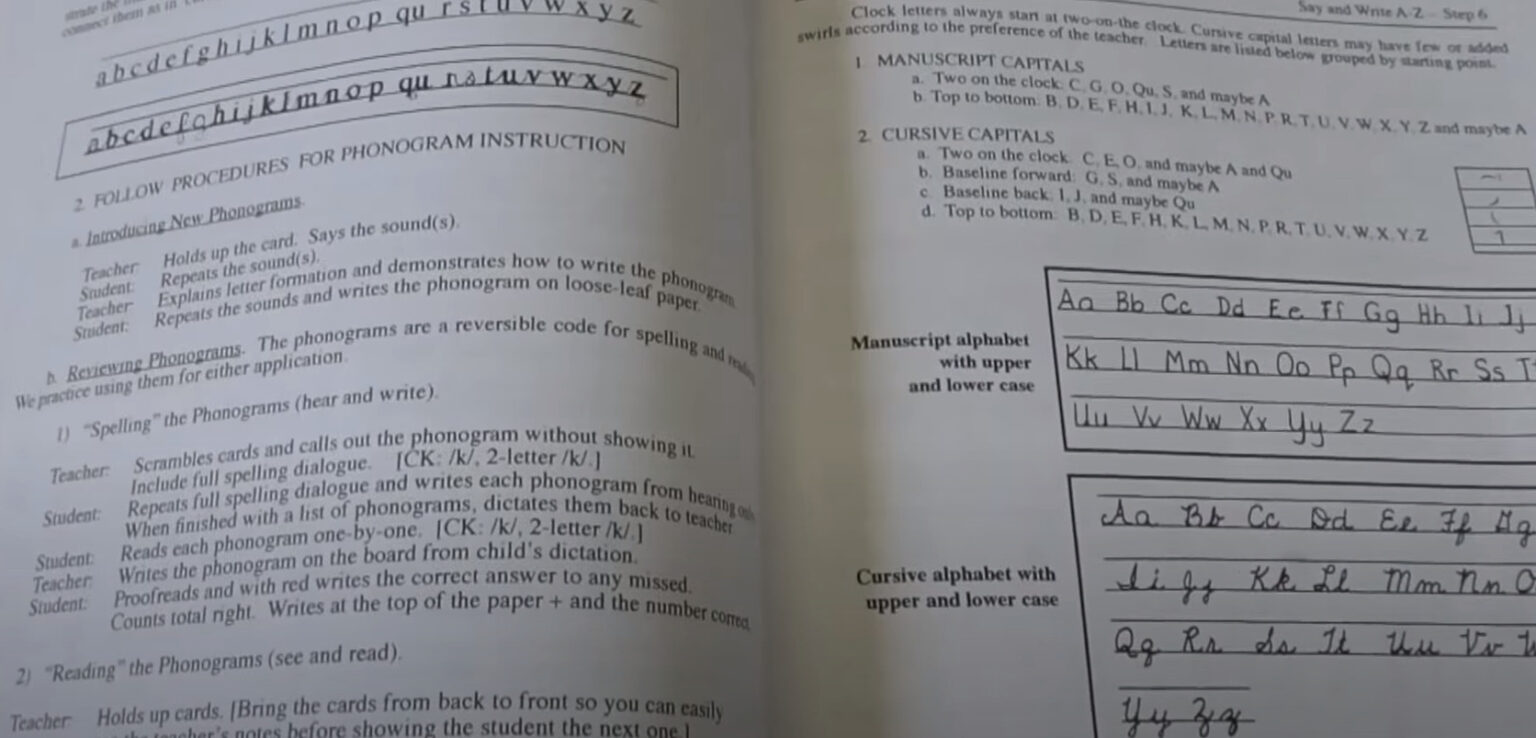 connect them as in
a b c d e f g h i j k l m n o p qu r s t u v w x y z
a b c d e f g h i j k l m n o p qu r s t u v w x y z
2. FOLLOW PROCEDURES FOR PHONOGRAM INSTRUCTION
a. Introducing New Phonograms.
Teacher: Holds up the card. Says the sound(s).
Student: Repeats the sound(s).
Teacher: Explains letter formation and demonstrates how to write the phonogram.
Student: Repeats the sounds and writes the phonogram on loose-leaf paper.
b. Reviewing Phonograms. The phonograms are a reversible code for spelling and reading.
We practice using them for either application.
1) "Spelling" the Phonograms (hear and write).
Teacher: Scrambles cards and calls out the phonogram without showing it.
Include full spelling dialogue. [CK: /k/, 2-letter /k/.]
Student: Repeats full spelling dialogue and writes each phonogram from hearing only.
When finished with a list of phonograms, dictates them back to teacher.
Student: Reads each phonogram one-by-one. [CK: /k/, 2-letter /k/.]
Teacher: Writes the phonogram on the board from child's dictation.
Student: Proofreads and with red writes the correct answer to any missed.
Counts total right. Writes at the top of the paper + and the number correct.
2) "Reading" the Phonograms (see and read).
Teacher: Holds up cards. [Bring the cards from back to front so you can easily
teacher's notes before showing the student the next one.]
Say and Write A-Z - Step 6
Clock letters always start at two-on-the clock. Cursive capital letters may have few or added
swirls according to the preference of the teacher. Letters are listed below grouped by starting point.
1. MANUSCRIPT CAPITALS
a. Two on the clock: C, G, O, Qu, S, and maybe A
b. Top to bottom: B, D, E, F, H, I, J, K, L, M, N, P, R, T, U, V, W, X, Y, Z and maybe A
2. CURSIVE CAPITALS
a. Two on the clock: C, E, O, and maybe A and Qu
b. Baseline forward: G, S, and maybe A
c. Baseline back: I, J, and maybe Qu
d. Top to bottom: B, D, E, F, H, K, L, M, N, P, R, T, U, V, W, X, Y, Z
Manuscript alphabet
with upper
and lower case
Aa Bb Cc Dd Ee Ff Gg Hh Ii Jj
Kk Ll Mm Nn Oo Pp Qq Rr Ss T
Uu Vv Ww Xx Yy Zz
Cursive alphabet with
upper and lower case
Aa Bb Cc Dd Ee Ff Gg
Ii Jj Kk Ll Mm Nn O
Qq Rr Ss Tt Uu Vv
Yy Zz